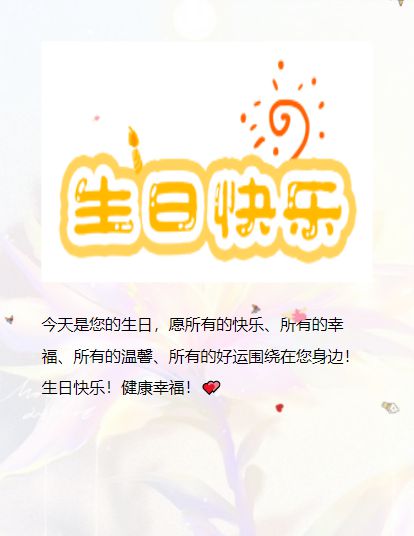 生日快乐
今天是您的生日，愿所有的快乐、所有的幸
福、所有的温馨、所有的好运围绕在您身边！
生日快乐！健康幸福！